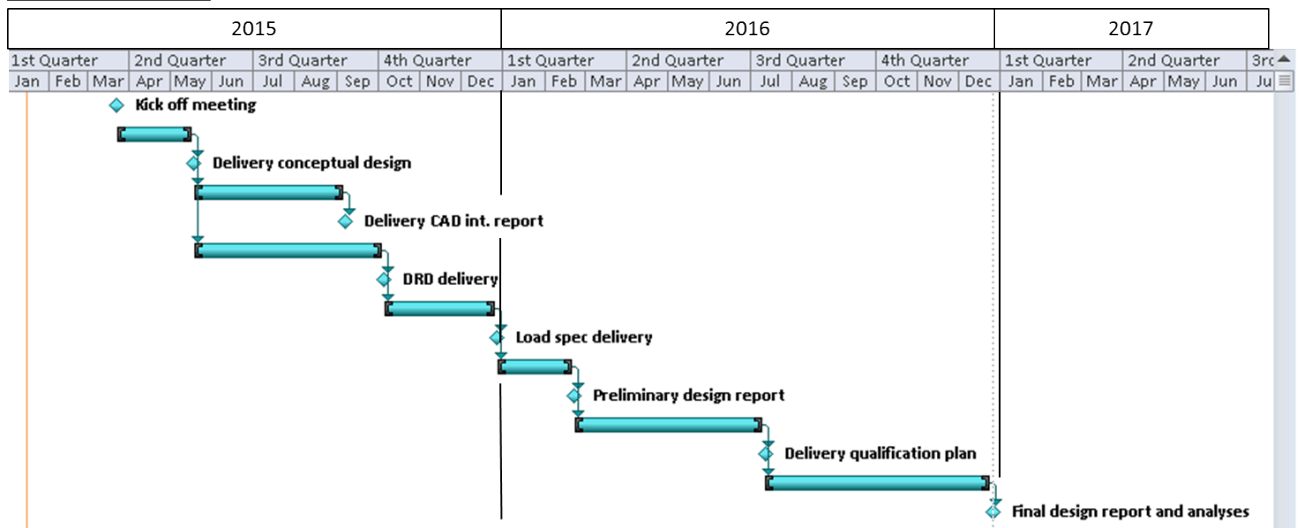 2015 2016 2017
1st Quarter 2nd Quarter 3rd Quarter 4th Quarter 1st Quarter 2nd Quarter 3rd Quarter 4th Quarter 1st Quarter 2nd Quarter 3rc
Jan Feb Mar Apr May Jun Jul Aug Sep Oct Nov Dec Jan Feb Mar Apr May Jun Jul Aug Sep Oct Nov Dec Jan Feb Mar Apr May Jun Ju
Kick off meeting
Delivery conceptual design
Delivery CAD int. report
DRD delivery
Load spec delivery
Preliminary design report
Delivery qualification plan
Final design report and analyses